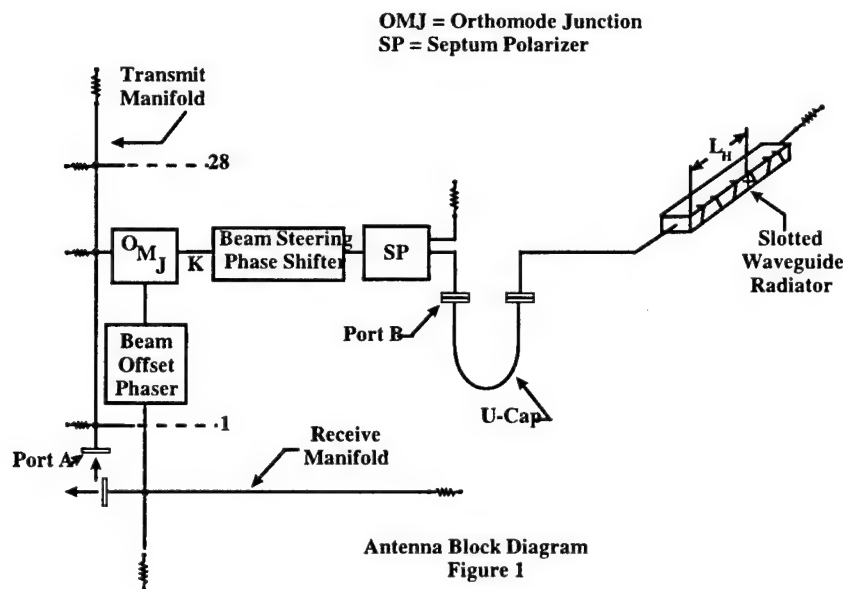 OMJ = Orthomode Junction
SP = Septum Polarizer
Transmit
Manifold
28
L_H
OMJ
K
Beam Steering
Phase Shifter
SP
Slotted
Waveguide
Radiator
Port B
Beam
Offset
Phaser
U-Cap
1
Receive
Manifold
Port A
Antenna Block Diagram
Figure 1